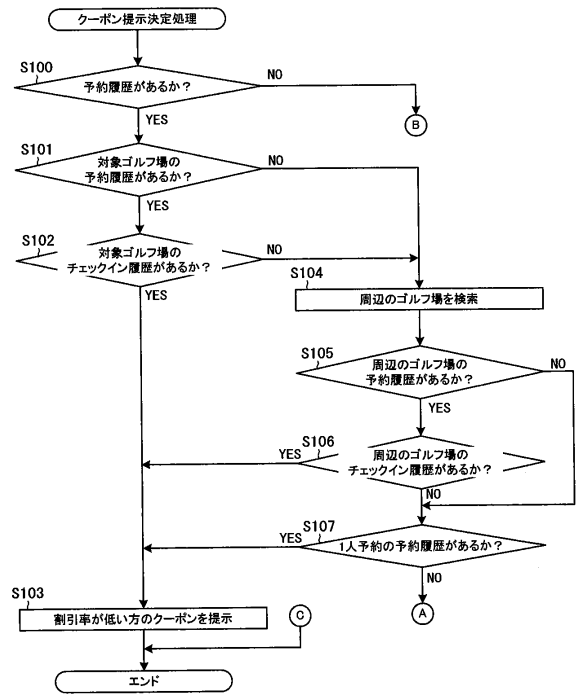 クーポン提示決定処理
S100
予約履歴があるか？
NO
YES
B
S101
対象ゴルフ場の
予約履歴があるか？
NO
YES
S102
対象ゴルフ場の
チェックイン履歴があるか？
NO
YES
S104
周辺のゴルフ場を検索
S105
周辺のゴルフ場の
予約履歴があるか？
NO
YES
S106
周辺のゴルフ場の
チェックイン履歴があるか？
YES
NO
S107
1人予約の予約履歴があるか？
YES
NO
A
S103
割引率が低い方のクーポンを提示
C
エンド